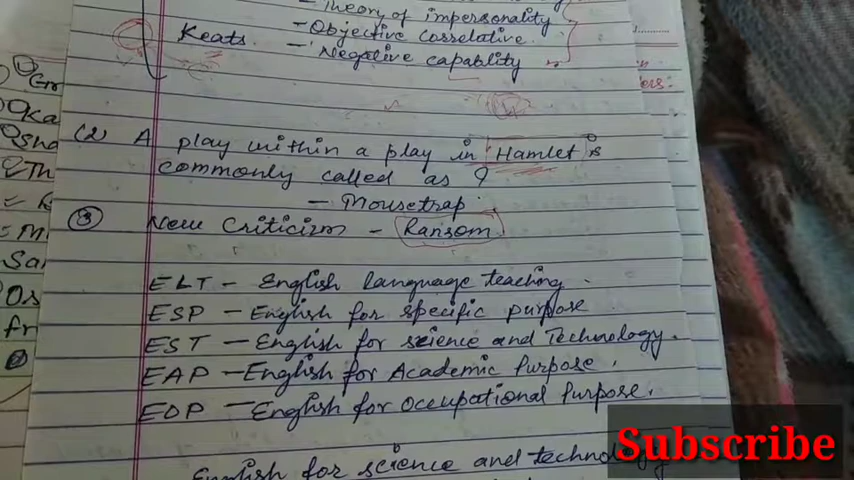 - Theory of impersonality
- Objective correlative
Keats. - Negative capablity
(2) A play within a play in 'Hamlet' is
commonly called as ?
- Mousetrap.
③ New Criticism - Ransom
ELT - English language teaching.
ESP - English for specific purpose
EST - English for science and Technology.
EAP - English for Academic Purpose.
EOP - English for Occupational Purpose.
English for science and technology
Subscribe